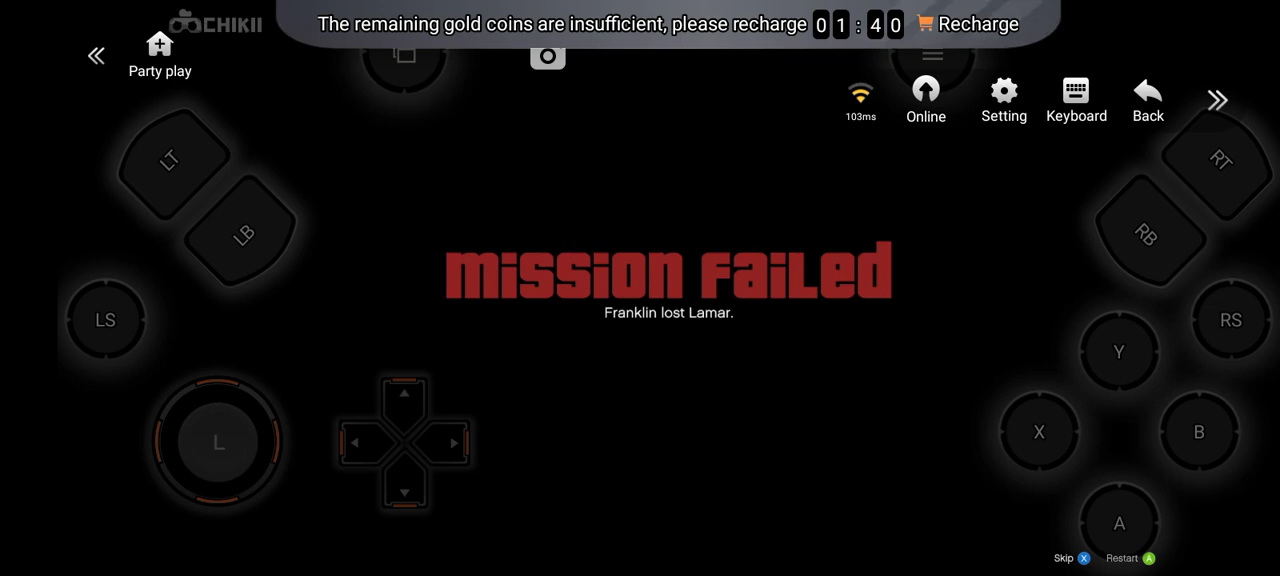 CHIKII
The remaining gold coins are insufficient, please recharge 01:40 Recharge
Party play
103ms
Online
Setting
Keyboard
Back
LT
RT
LB
RB
mission failed
Franklin lost Lamar.
LS
RS
Y
L
X
B
A
Skip X Restart A